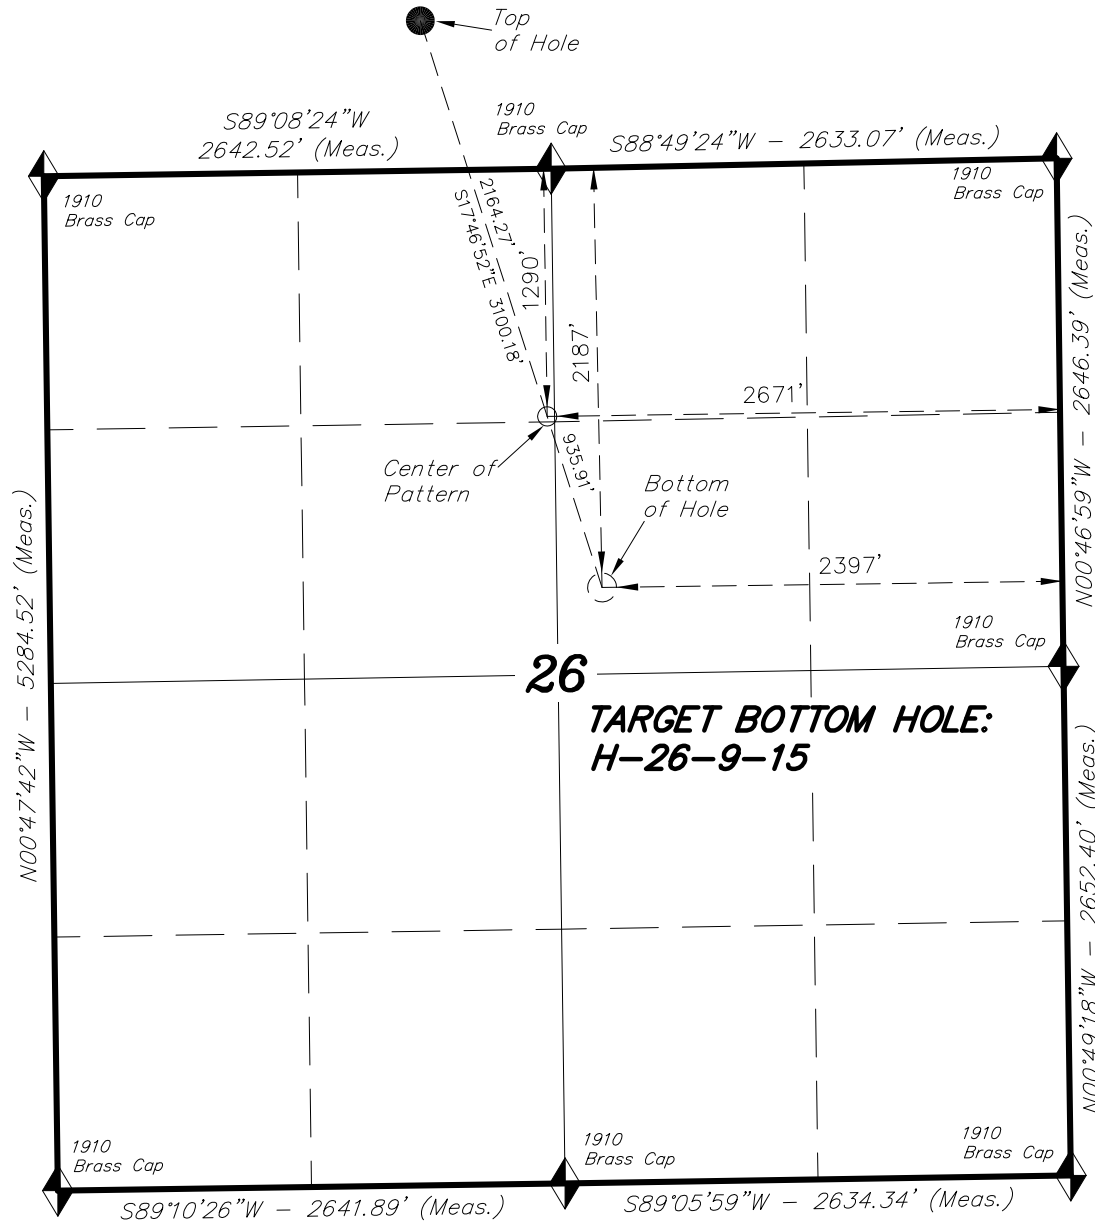 Top
of Hole
S89°08'24"W
2642.52' (Meas.)
1910
Brass Cap
S88°49'24"W - 2633.07' (Meas.)
1910
Brass Cap
1910
Brass Cap
2164.27'
S17°46'52"E 3100.18'
1290'
2187'
2671'
N00°46'59"W - 2646.39' (Meas.)
Center of
Pattern
935.91'
Bottom
of Hole
2397'
N00°47'42"W - 5284.52' (Meas.)
1910
Brass Cap
26
TARGET BOTTOM HOLE:
H-26-9-15
N00°49'18"W - 2652.40' (Meas.)
1910
Brass Cap
1910
Brass Cap
1910
Brass Cap
S89°10'26"W - 2641.89' (Meas.)
S89°05'59"W - 2634.34' (Meas.)